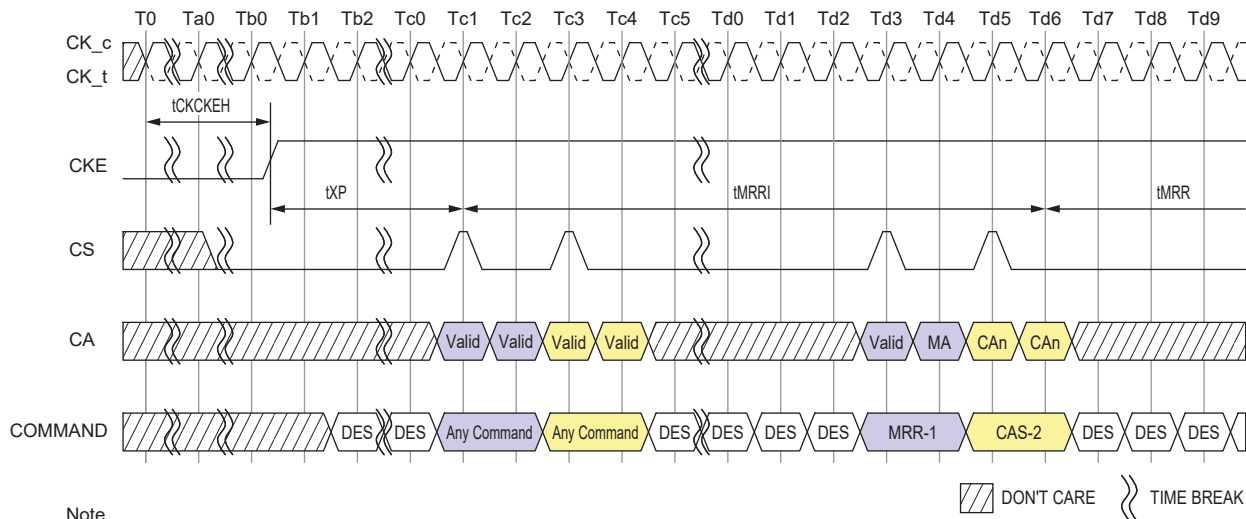 T0 Ta0 Tb0 Tb1 Tb2 Tc0 Tc1 Tc2 Tc3 Tc4 Tc5 Td0 Td1 Td2 Td3 Td4 Td5 Td6 Td7 Td8 Td9
CK_c
CK_t
tCKCKEH
CKE
tXP tMRRI tMRR
CS
CA Valid Valid Valid Valid Valid MA CAn CAn
COMMAND DES DES Any Command Any Command DES DES DES DES MRR-1 CAS-2 DES DES DES
DON'T CARE TIME BREAK
Note